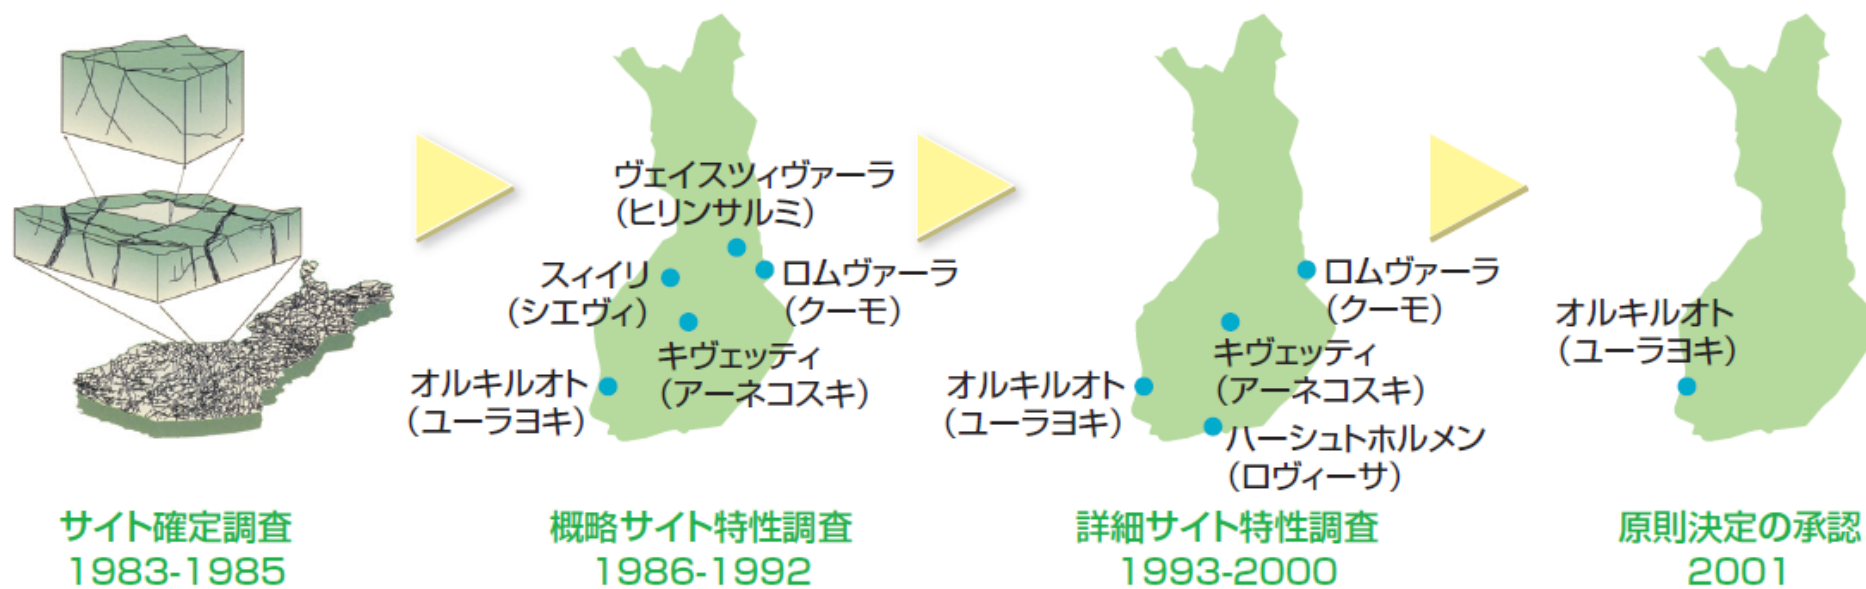 ヴェイスツィヴァーラ
(ヒリンサルミ)
スィイリ
(シエヴィ)
ロムヴァーラ
(クーモ)
キヴェッティ
(アーネコスキ)
オルキルオト
(ユーラヨキ)
ロムヴァーラ
(クーモ)
キヴェッティ
(アーネコスキ)
オルキルオト
(ユーラヨキ)
ハーシュトホルメン
(ロヴィーサ)
オルキルオト
(ユーラヨキ)
サイト確定調査
1983-1985
概略サイト特性調査
1986-1992
詳細サイト特性調査
1993-2000
原則決定の承認
2001